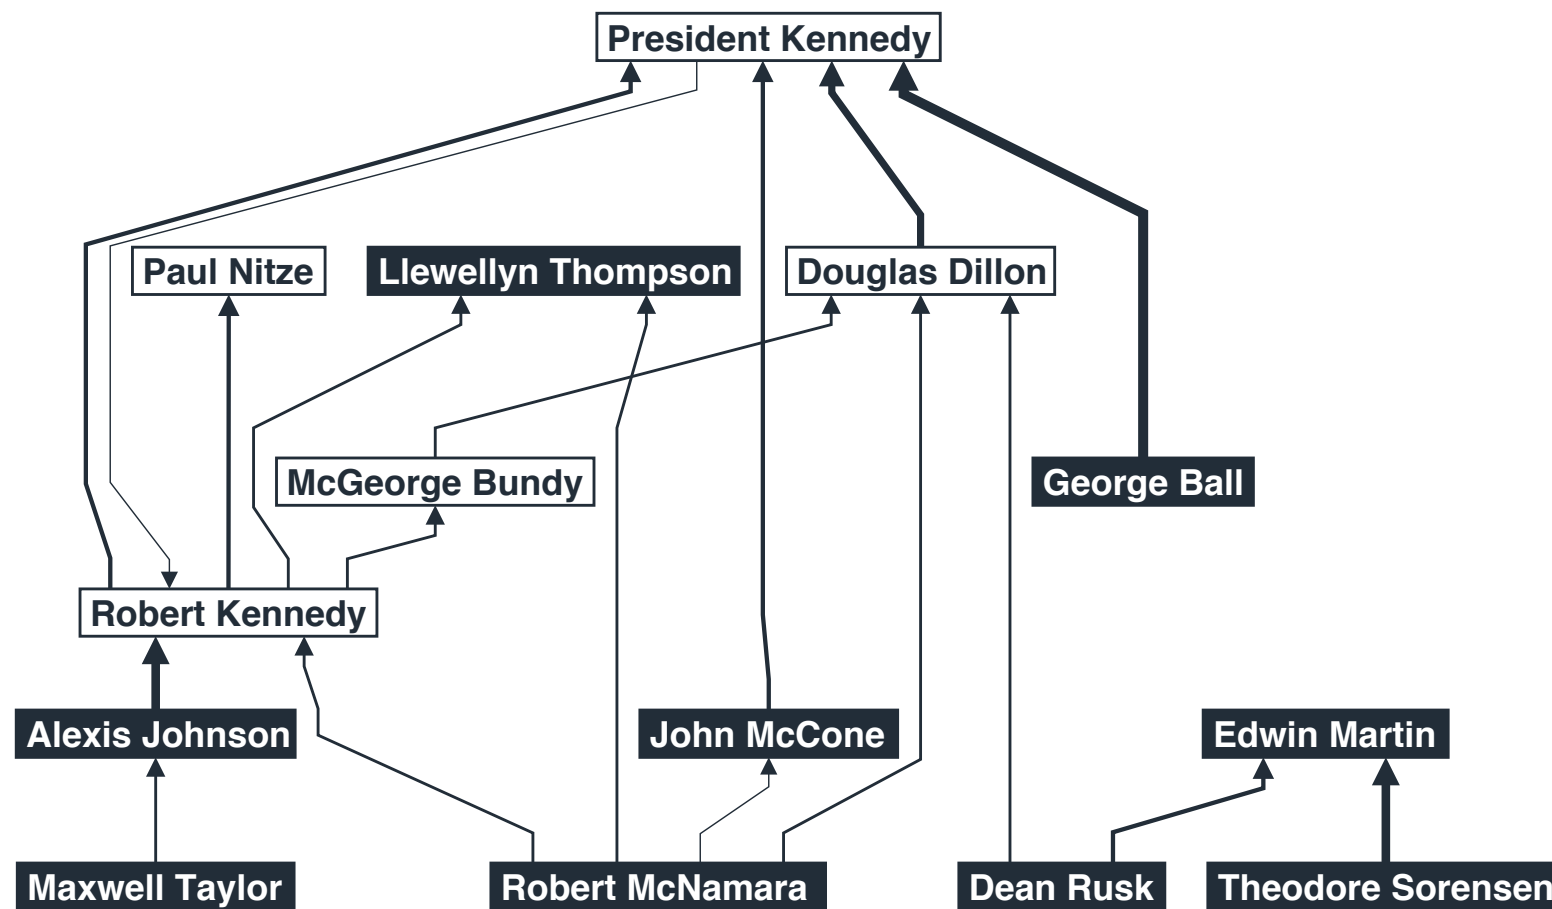 President Kennedy
Paul Nitze
Llewellyn Thompson
Douglas Dillon
McGeorge Bundy
George Ball
Robert Kennedy
Alexis Johnson
John McCone
Edwin Martin
Maxwell Taylor
Robert McNamara
Dean Rusk
Theodore Sorensen